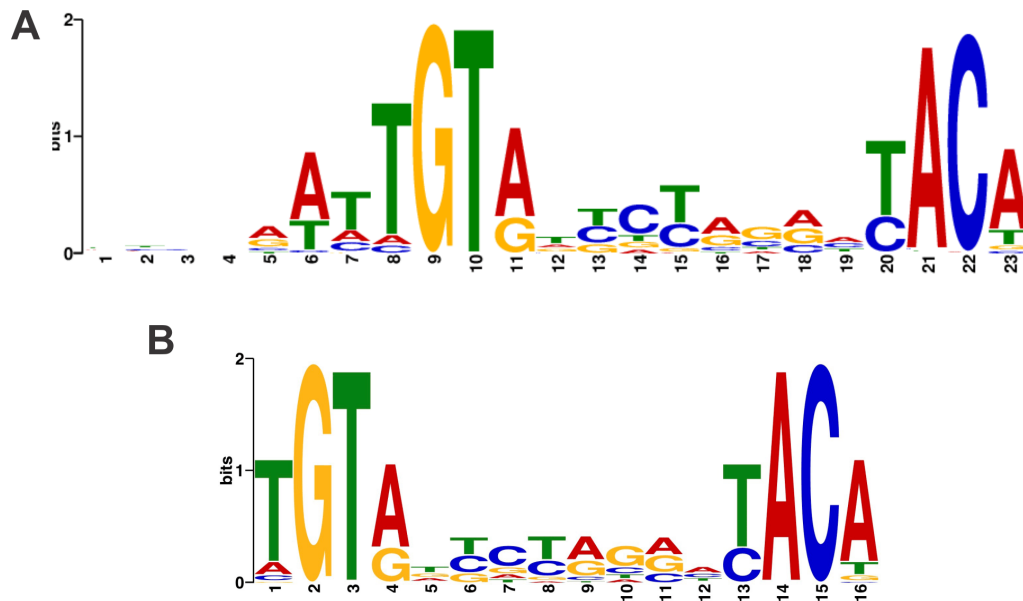 A
2
bits
1
0
A A T T G T A T T C T A G A A T A C A
G T A A G A C T C G C G C T
1 2 3 4 5 6 7 8 9 10 11 12 13 14 15 16 17 18 19 20 21 22 23
B
2
bits
1
0
T G T A T T C T A G A A T A C A
A G C G C G C G C T
1 2 3 4 5 6 7 8 9 10 11 12 13 14 15 16